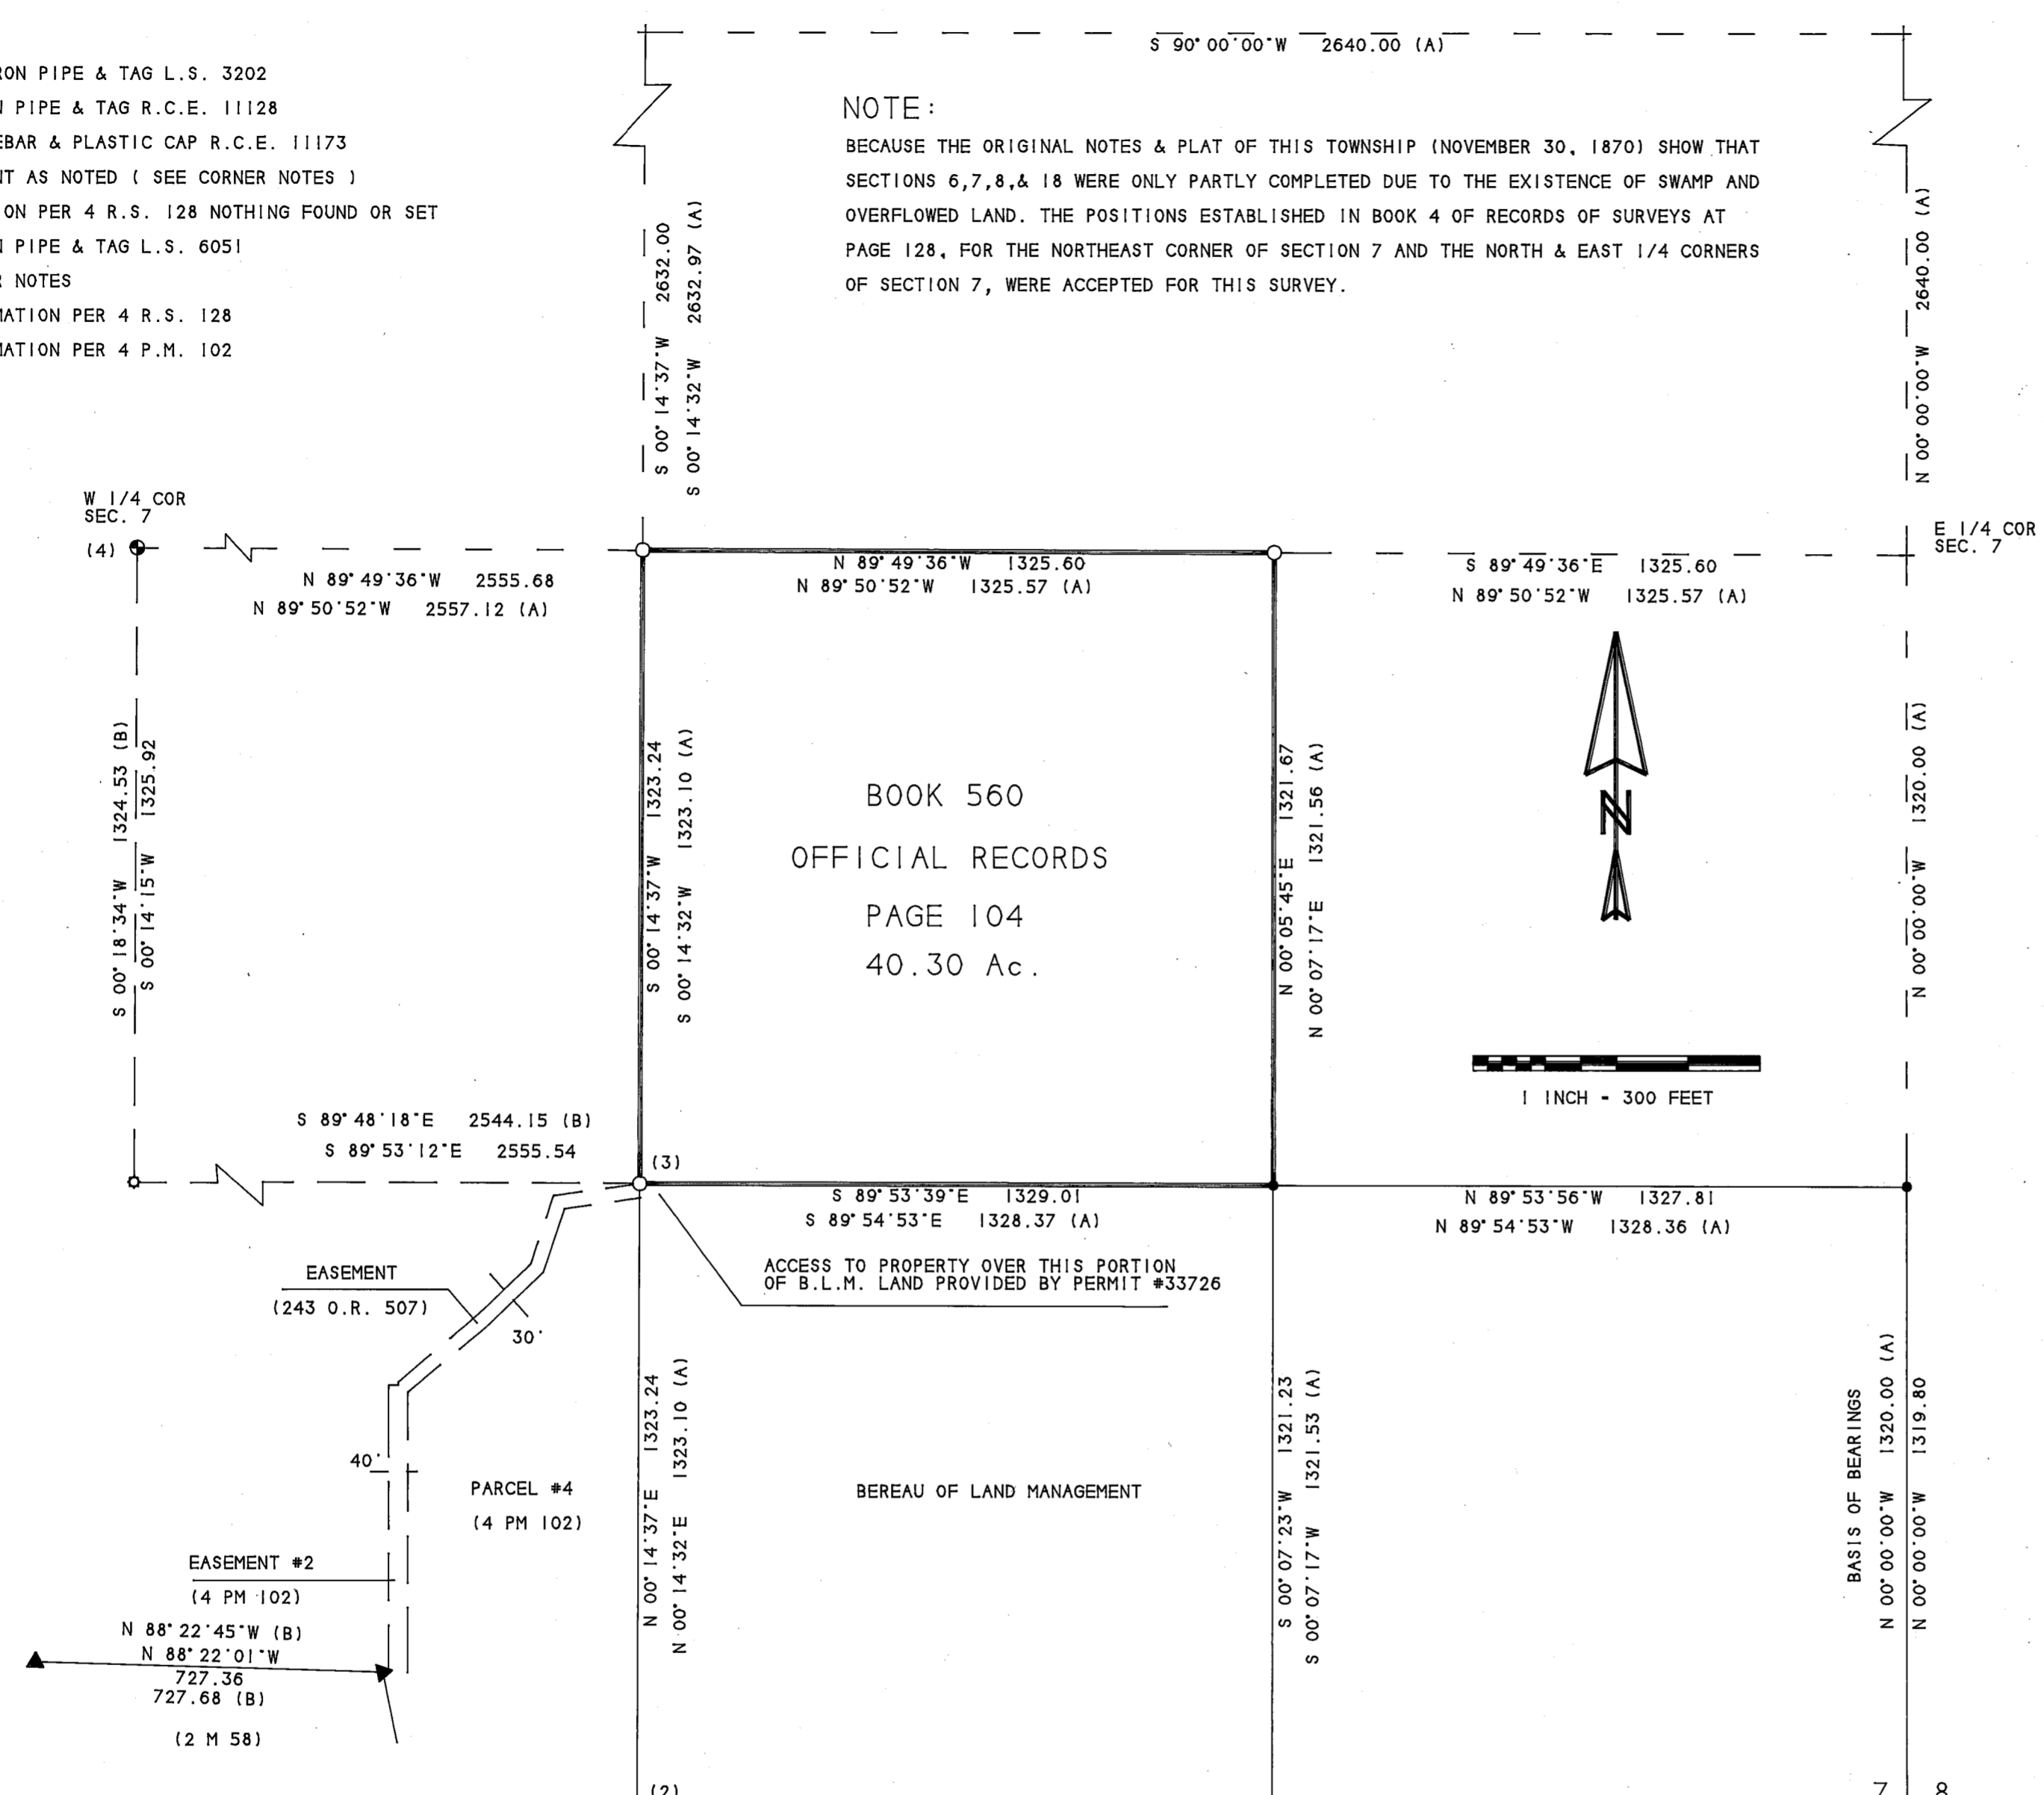 S 90°00'00"W 2640.00 (A)
RON PIPE & TAG L.S. 3202
N PIPE & TAG R.C.E. 11128
EBAR & PLASTIC CAP R.C.E. 11173
NT AS NOTED ( SEE CORNER NOTES )
ION PER 4 R.S. 128 NOTHING FOUND OR SET
N PIPE & TAG L.S. 6051
R NOTES
MATION PER 4 R.S. 128
MATION PER 4 P.M. 102
NOTE:
BECAUSE THE ORIGINAL NOTES & PLAT OF THIS TOWNSHIP (NOVEMBER 30, 1870) SHOW THAT
SECTIONS 6,7,8,& 18 WERE ONLY PARTLY COMPLETED DUE TO THE EXISTENCE OF SWAMP AND
OVERFLOWED LAND. THE POSITIONS ESTABLISHED IN BOOK 4 OF RECORDS OF SURVEYS AT
PAGE 128, FOR THE NORTHEAST CORNER OF SECTION 7 AND THE NORTH & EAST 1/4 CORNERS
OF SECTION 7, WERE ACCEPTED FOR THIS SURVEY.
S 00°14'37"W 2632.00
S 00°14'32"W 2632.97 (A)
N 00°00'00"W 2640.00 (A)
W 1/4 COR
SEC. 7
(4)
E 1/4 COR
SEC. 7
N 89°49'36"W 2555.68
N 89°50'52"W 2557.12 (A)
N 89°49'36"W 1325.60
N 89°50'52"W 1325.57 (A)
S 89°49'36"E 1325.60
N 89°50'52"W 1325.57 (A)
S 00°18'34"W 1324.53 (B)
S 00°14'15"W 1325.92
S 00°14'37"W 1323.24
S 00°14'32"W 1323.10 (A)
BOOK 560
OFFICIAL RECORDS
PAGE 104
40.30 Ac.
N 00°05'45"E 1321.67
N 00°07'17"E 1321.56 (A)
N
N 00°00'00"W 1320.00 (A)
1 INCH - 300 FEET
S 89°48'18"E 2544.15 (B)
S 89°53'12"E 2555.54
(3)
S 89°53'39"E 1329.01
S 89°54'53"E 1328.37 (A)
N 89°53'56"W 1327.81
N 89°54'53"W 1328.36 (A)
ACCESS TO PROPERTY OVER THIS PORTION
OF B.L.M. LAND PROVIDED BY PERMIT #33726
EASEMENT
(243 O.R. 507)
30'
40'
PARCEL #4
(4 PM 102)
N 00°14'37"E 1323.24
N 00°14'32"E 1323.10 (A)
BEREAU OF LAND MANAGEMENT
S 00°07'23"W 1321.23
S 00°07'17"W 1321.53 (A)
BASIS OF BEARINGS
N 00°00'00"W 1320.00 (A)
N 00°00'00"W 1319.80
EASEMENT #2
(4 PM 102)
N 88°22'45"W (B)
N 88°22'01"W
727.36
727.68 (B)
(2 M 58)
(2)
7 8